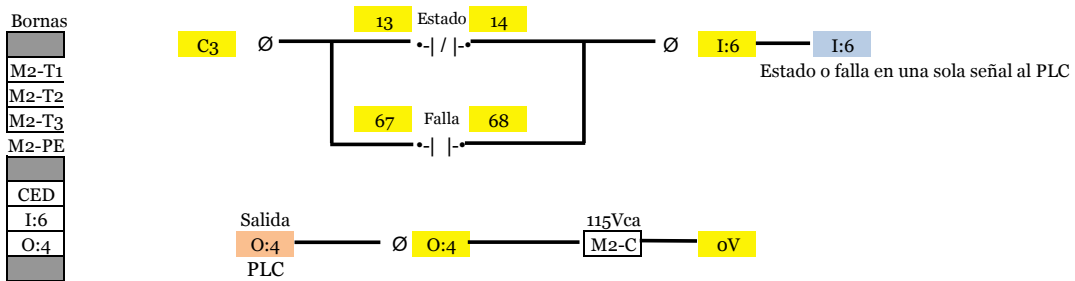 Bornas
M2-T1
M2-T2
M2-T3
M2-PE
CED
I:6
O:4
13 Estado 14
C3 Ø •-| / |-• Ø I:6 I:6
Estado o falla en una sola señal al PLC
67 Falla 68
•-| |-•
Salida 115Vca
O:4 Ø O:4 M2-C 0V
PLC